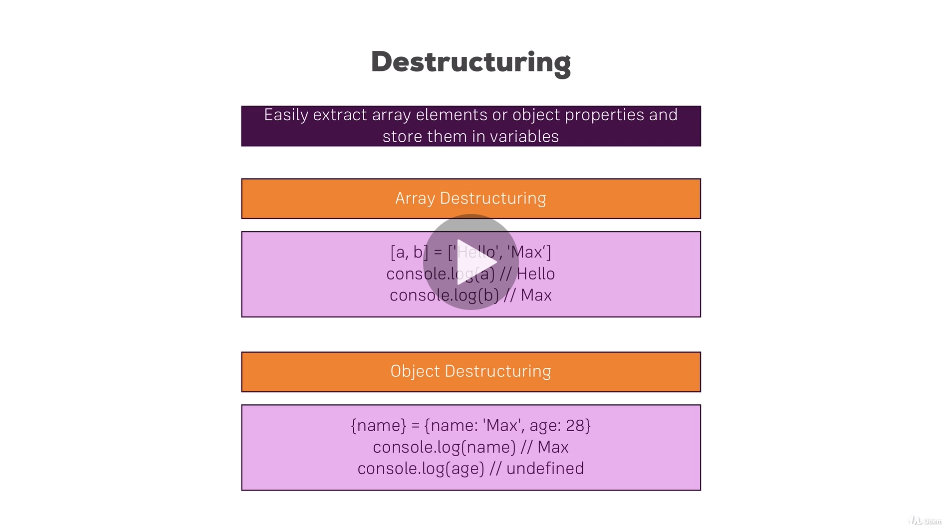 Destructuring
Easily extract array elements or object properties and
store them in variables
Array Destructuring
[a, b] = ['Hello', 'Max’]
console.log(a) // Hello
console.log(b) // Max
Object Destructuring
{name} = {name: 'Max', age: 28}
console.log(name) // Max
console.log(age) // undefined